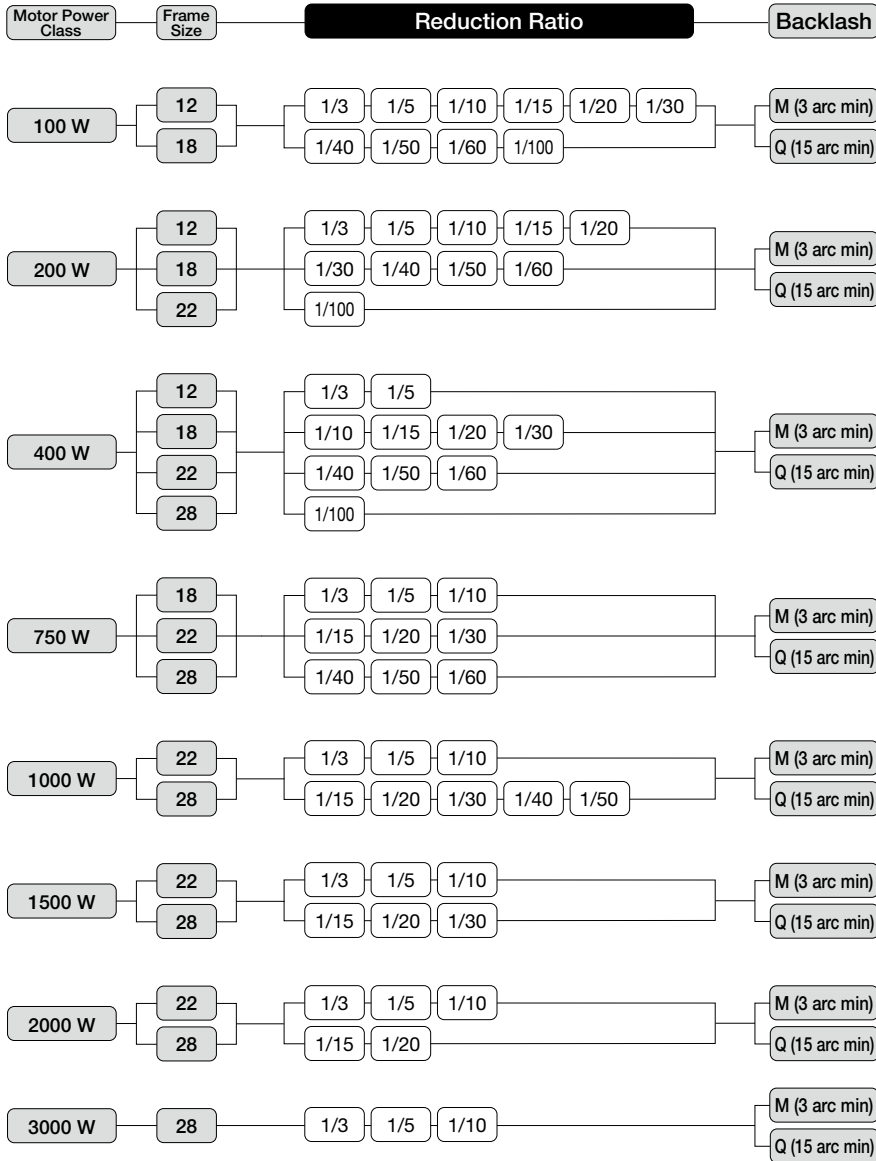 Motor Power Class Frame Size Reduction Ratio Backlash
12 1/3 1/5 1/10 1/15 1/20 1/30 M (3 arc min)
100 W
18 1/40 1/50 1/60 1/100 Q (15 arc min)
12 1/3 1/5 1/10 1/15 1/20
M (3 arc min)
200 W 18 1/30 1/40 1/50 1/60
Q (15 arc min)
22 1/100
12 1/3 1/5
18 1/10 1/15 1/20 1/30 M (3 arc min)
400 W
22 1/40 1/50 1/60 Q (15 arc min)
28 1/100
18 1/3 1/5 1/10
M (3 arc min)
750 W 22 1/15 1/20 1/30
Q (15 arc min)
28 1/40 1/50 1/60
22 1/3 1/5 1/10 M (3 arc min)
1000 W
28 1/15 1/20 1/30 1/40 1/50 Q (15 arc min)
22 1/3 1/5 1/10 M (3 arc min)
1500 W
28 1/15 1/20 1/30 Q (15 arc min)
22 1/3 1/5 1/10 M (3 arc min)
2000 W
28 1/15 1/20 Q (15 arc min)
M (3 arc min)
3000 W 28 1/3 1/5 1/10
Q (15 arc min)